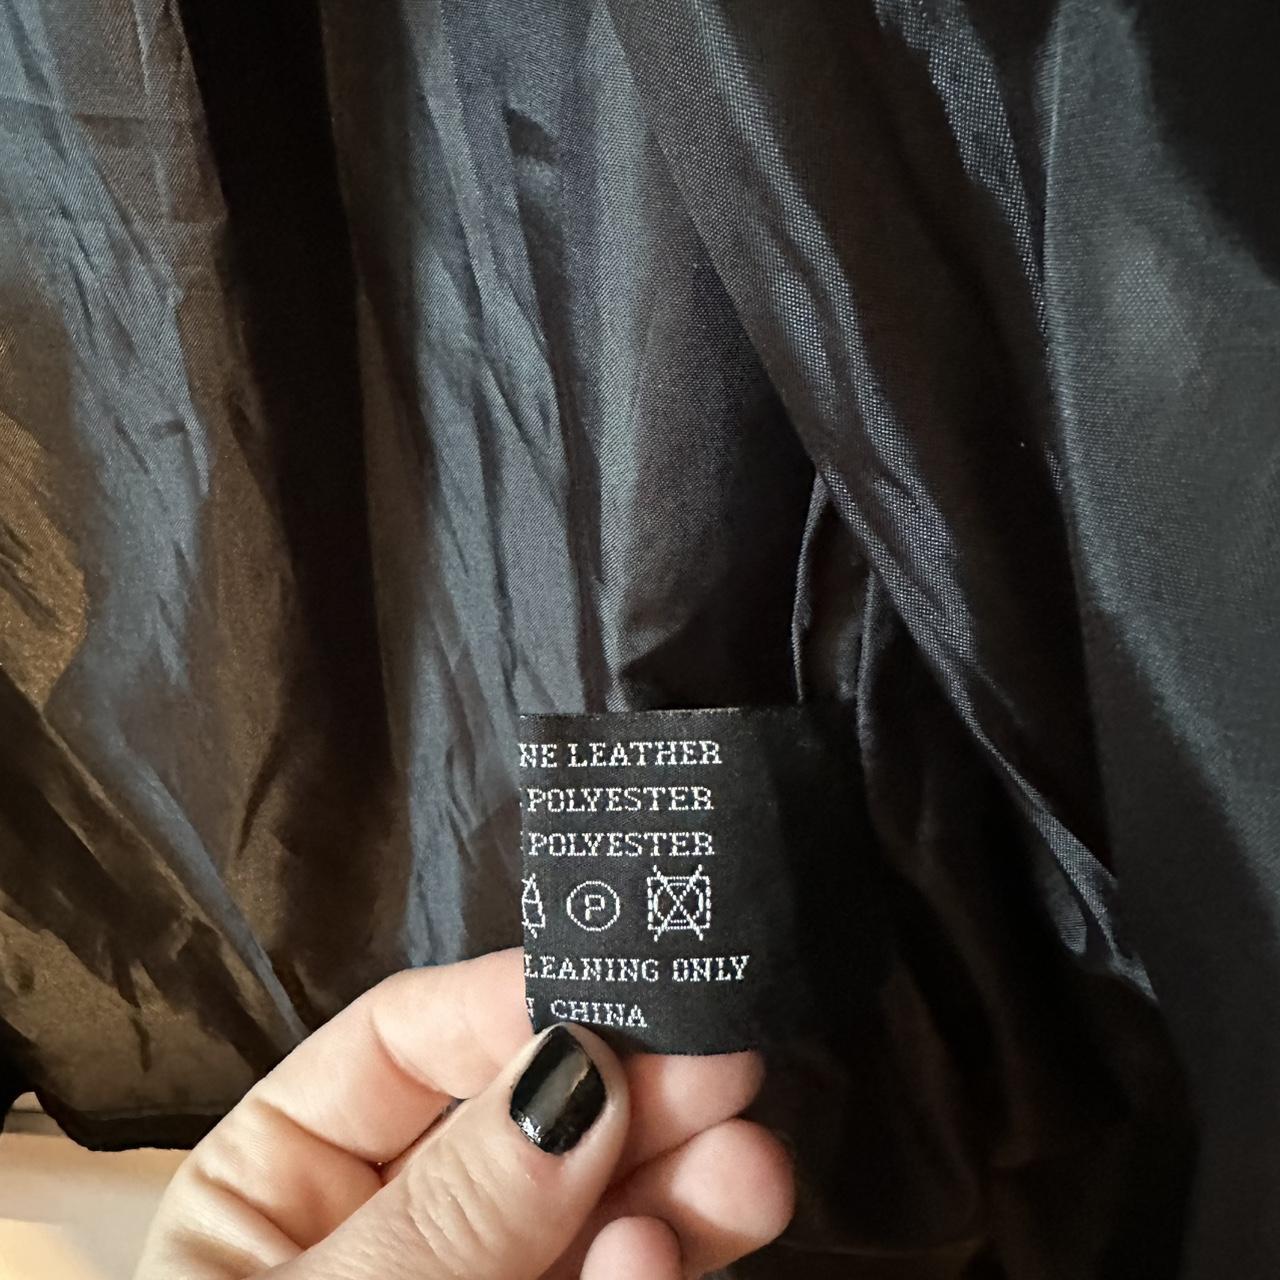 NE LEATHER
POLYESTER
POLYESTER
P
LEANING ONLY
CHINA